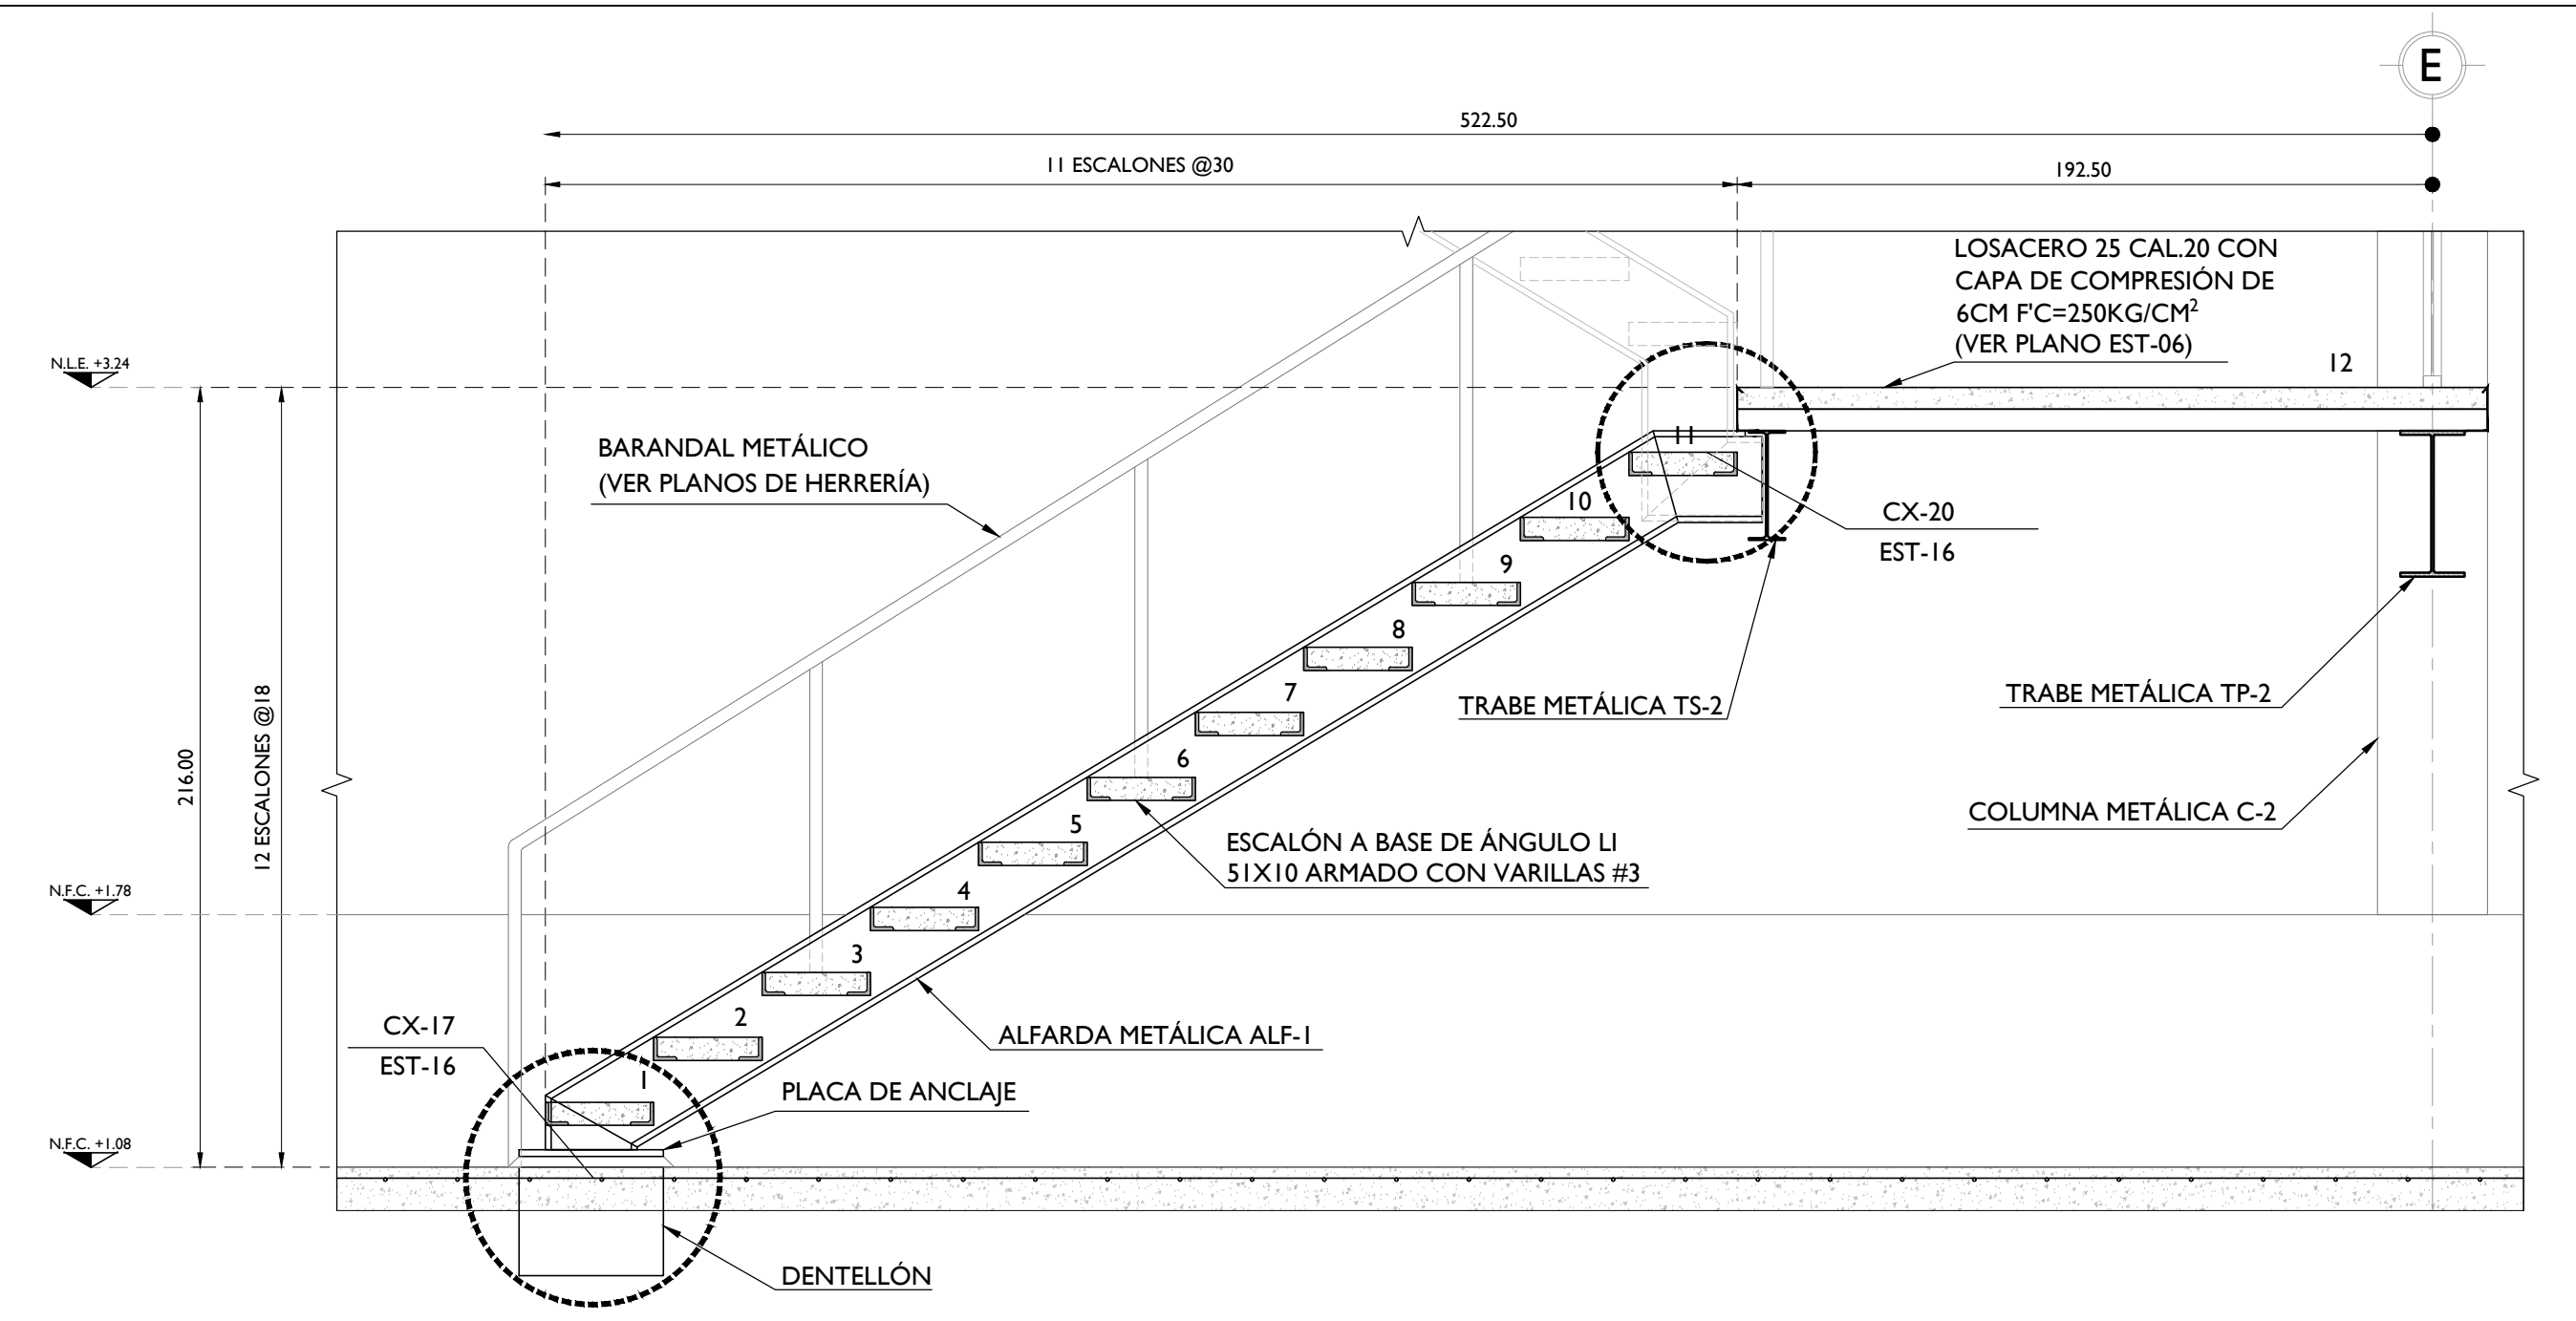 E
522.50
11 ESCALONES @30
192.50
LOSACERO 25 CAL.20 CON
CAPA DE COMPRESIÓN DE
6CM F'C=250KG/CM²
(VER PLANO EST-06)
12
N.L.E. +3.24
BARANDAL METÁLICO
(VER PLANOS DE HERRERÍA)
11
10
CX-20
EST-16
9
8
7
TRABE METÁLICA TS-2
TRABE METÁLICA TP-2
216.00
12 ESCALONES @18
6
5
COLUMNA METÁLICA C-2
ESCALÓN A BASE DE ÁNGULO LI
51X10 ARMADO CON VARILLAS #3
N.F.C. +1.78
4
3
2
CX-17
EST-16
ALFARDA METÁLICA ALF-1
1
PLACA DE ANCLAJE
N.F.C. +1.08
DENTELLÓN